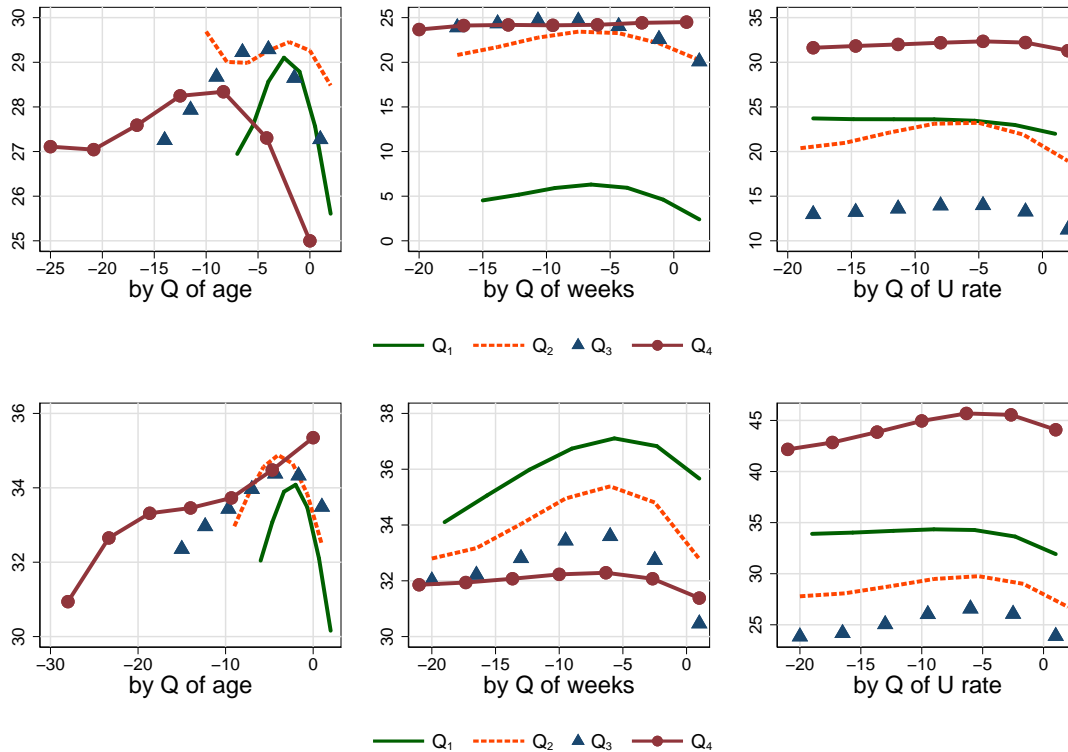 30
29
28
27
26
25
−25 −20 −15 −10 −5 0
by Q of age
25
20
15
10
5
0
−20 −15 −10 −5 0
by Q of weeks
35
30
25
20
15
10
−20 −15 −10 −5 0
by Q of U rate
Q₁ Q₂ Q₃ Q₄
36
34
32
30
−30 −20 −10 0
by Q of age
38
36
34
32
30
−20 −15 −10 −5 0
by Q of weeks
45
40
35
30
25
−20 −15 −10 −5 0
by Q of U rate
Q₁ Q₂ Q₃ Q₄